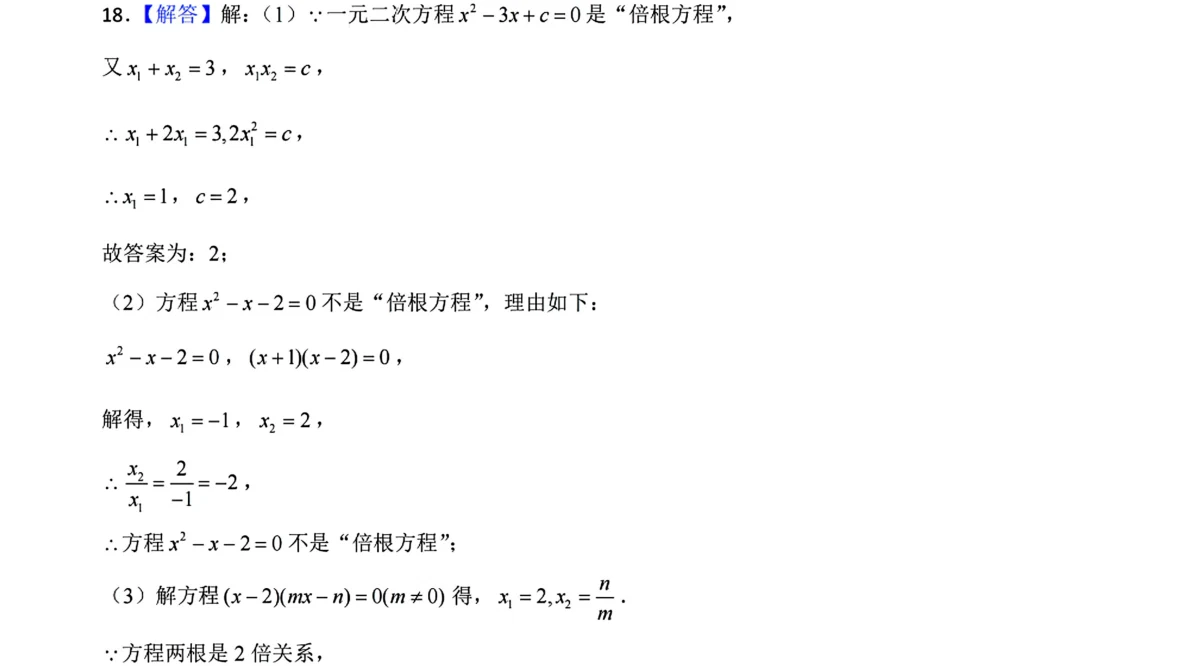 18.【解答】解：（1）∵一元二次方程 x² − 3x + c = 0 是“倍根方程”，
又 x₁ + x₂ = 3， x₁x₂ = c，
∴ x₁ + 2x₁ = 3, 2x₁² = c，
∴ x₁ = 1， c = 2，
故答案为：2；
（2）方程 x² − x − 2 = 0 不是“倍根方程”，理由如下：
x² − x − 2 = 0， (x + 1)(x − 2) = 0，
解得， x₁ = −1， x₂ = 2，
∴ x₂/x₁ = 2/−1 = −2，
∴方程 x² − x − 2 = 0 不是“倍根方程”；
（3）解方程 (x − 2)(mx − n) = 0(m ≠ 0) 得， x₁ = 2, x₂ = n/m．
∵方程两根是 2 倍关系，